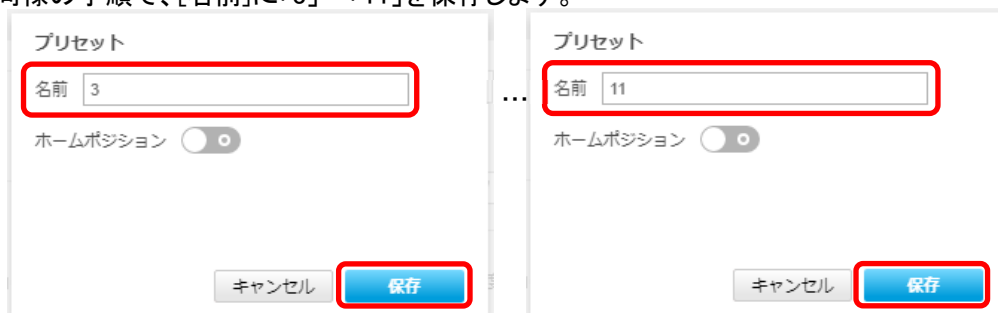 同様の手順で、[名前]に「3」～「11」を保存します。
プリセット
名前 3
ホームポジション
キャンセル 保存
…
プリセット
名前 11
ホームポジション
キャンセル 保存